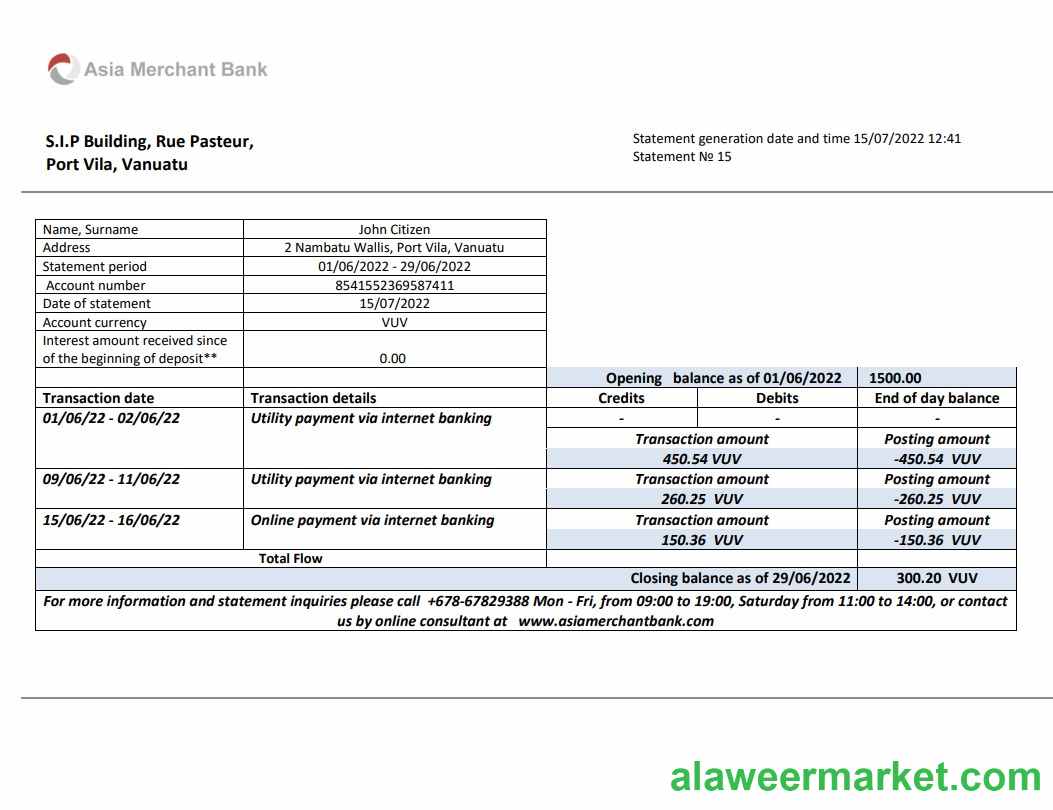 Asia Merchant Bank
S.I.P Building, Rue Pasteur,
Port Vila, Vanuatu
Statement generation date and time 15/07/2022 12:41
Statement № 15
Name, Surname John Citizen
Address 2 Nambatu Wallis, Port Vila, Vanuatu
Statement period 01/06/2022 - 29/06/2022
Account number 8541552369587411
Date of statement 15/07/2022
Account currency VUV
Interest amount received since
of the beginning of deposit** 0.00
Opening balance as of 01/06/2022 1500.00
Transaction date Transaction details Credits Debits End of day balance
01/06/22 - 02/06/22 Utility payment via internet banking - - -
Transaction amount Posting amount
450.54 VUV -450.54 VUV
09/06/22 - 11/06/22 Utility payment via internet banking Transaction amount Posting amount
260.25 VUV -260.25 VUV
15/06/22 - 16/06/22 Online payment via internet banking Transaction amount Posting amount
150.36 VUV -150.36 VUV
Total Flow
Closing balance as of 29/06/2022 300.20 VUV
For more information and statement inquiries please call +678-67829388 Mon - Fri, from 09:00 to 19:00, Saturday from 11:00 to 14:00, or contact
us by online consultant at www.asiamerchantbank.com
alaweermarket.com